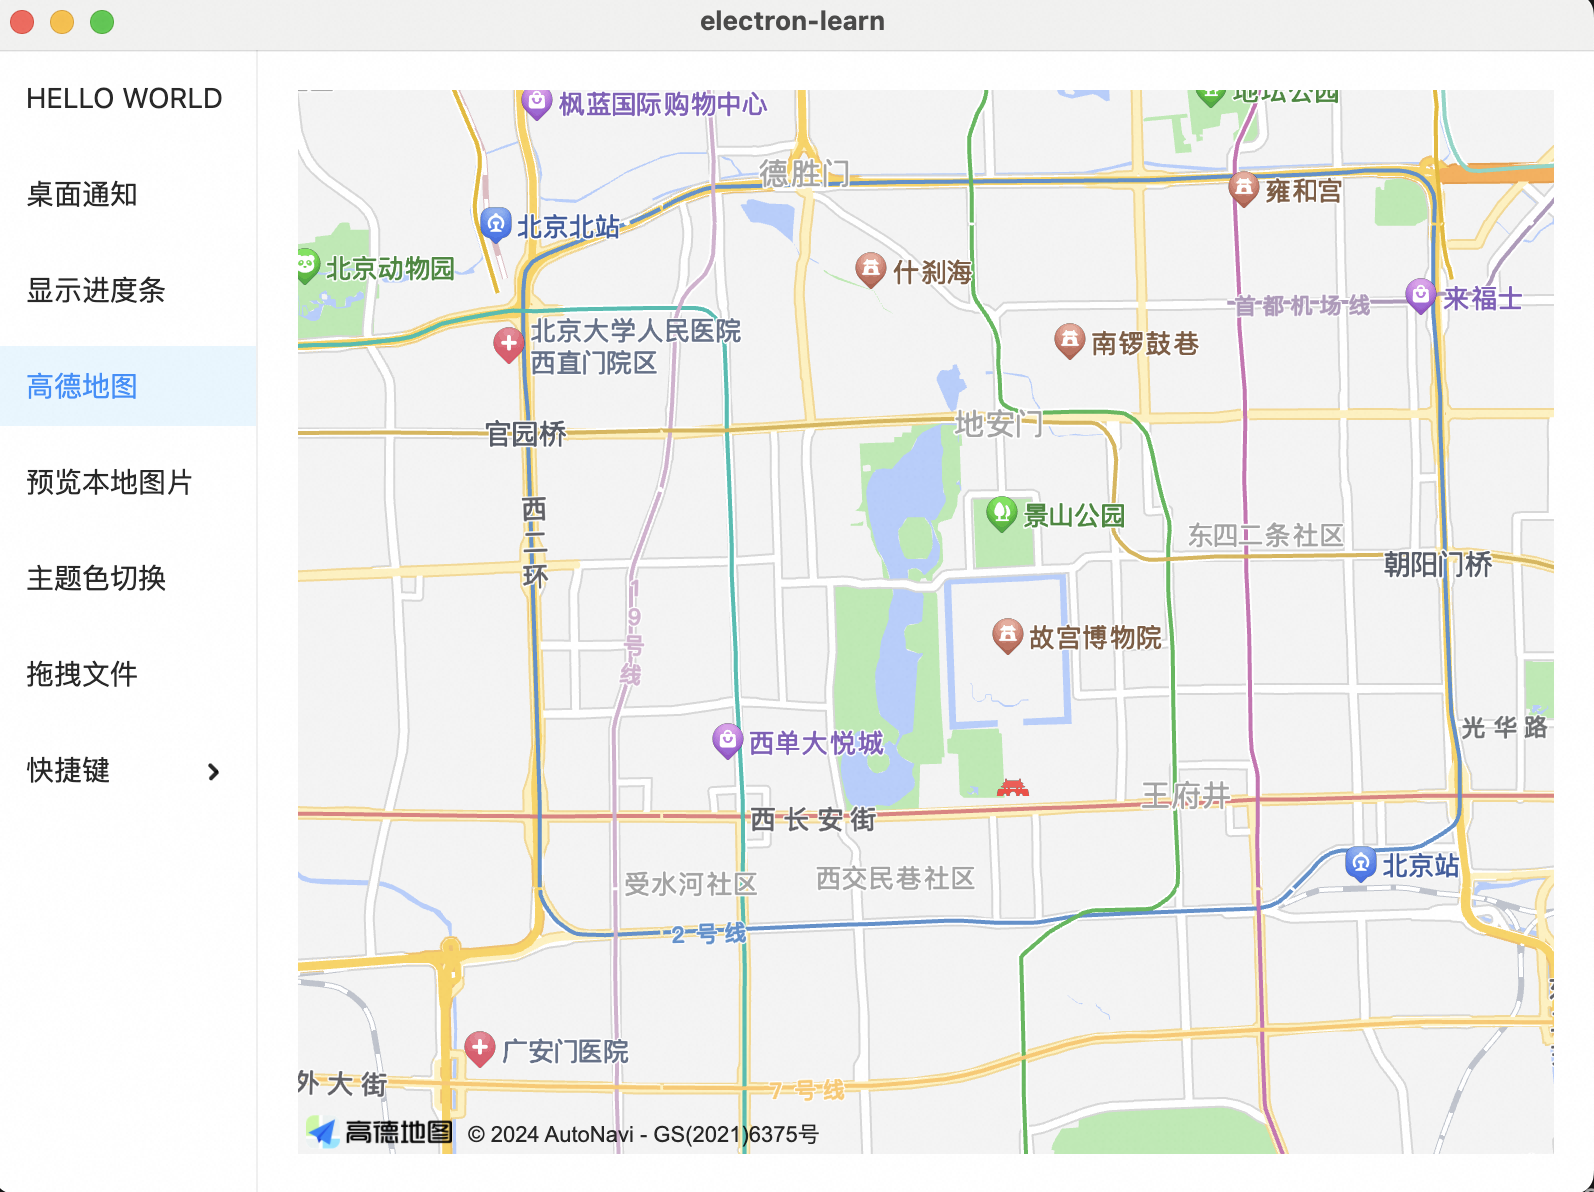 electron-learn
HELLO WORLD
桌面通知
显示进度条
高德地图
预览本地图片
主题色切换
拖拽文件
快捷键
枫蓝国际购物中心
地坛公园
德胜门
雍和宫
北京北站
北京动物园
什刹海
首都机场线
来福士
北京大学人民医院
西直门院区
南锣鼓巷
官园桥
地安门
西二环
景山公园
东四二条社区
朝阳门桥
19号线
故宫博物院
西单大悦城
光华路
王府井
西长安街
受水河社区
西交民巷社区
北京站
2号线
广安门医院
外大街
7号线
高德地图
© 2024 AutoNavi - GS(2021)6375号